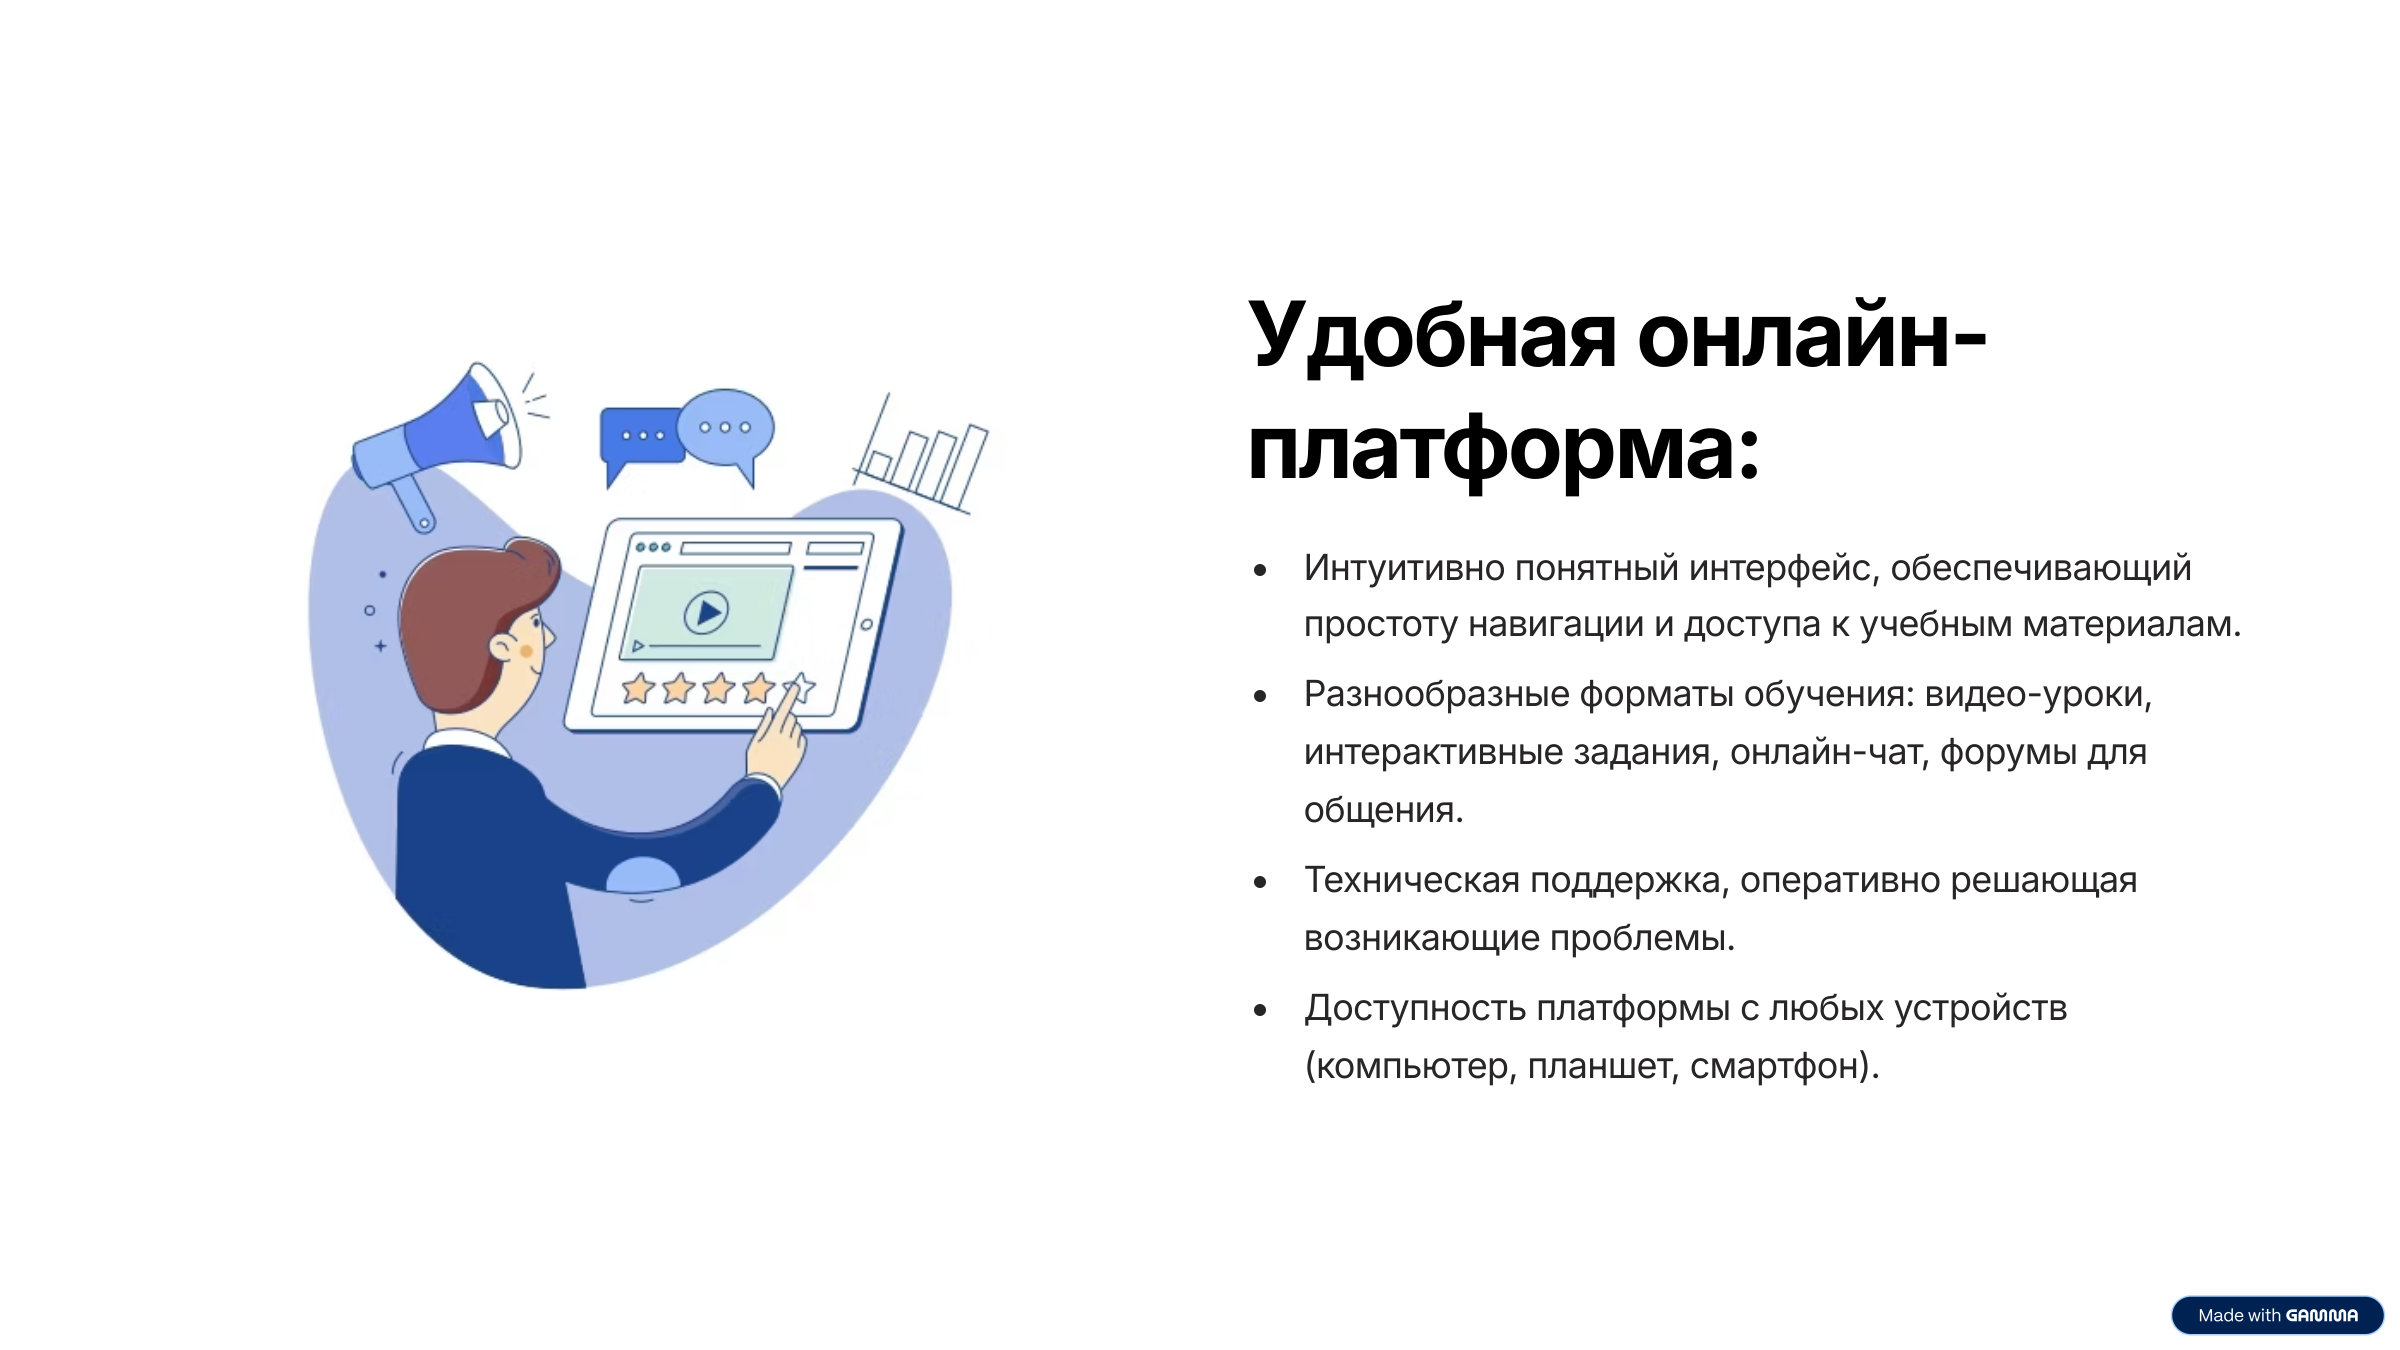 Удобная онлайн-
платформа:
• Интуитивно понятный интерфейс, обеспечивающий
простоту навигации и доступа к учебным материалам.
• Разнообразные форматы обучения: видео-уроки,
интерактивные задания, онлайн-чат, форумы для
общения.
• Техническая поддержка, оперативно решающая
возникающие проблемы.
• Доступность платформы с любых устройств
(компьютер, планшет, смартфон).
Made with GAMMA